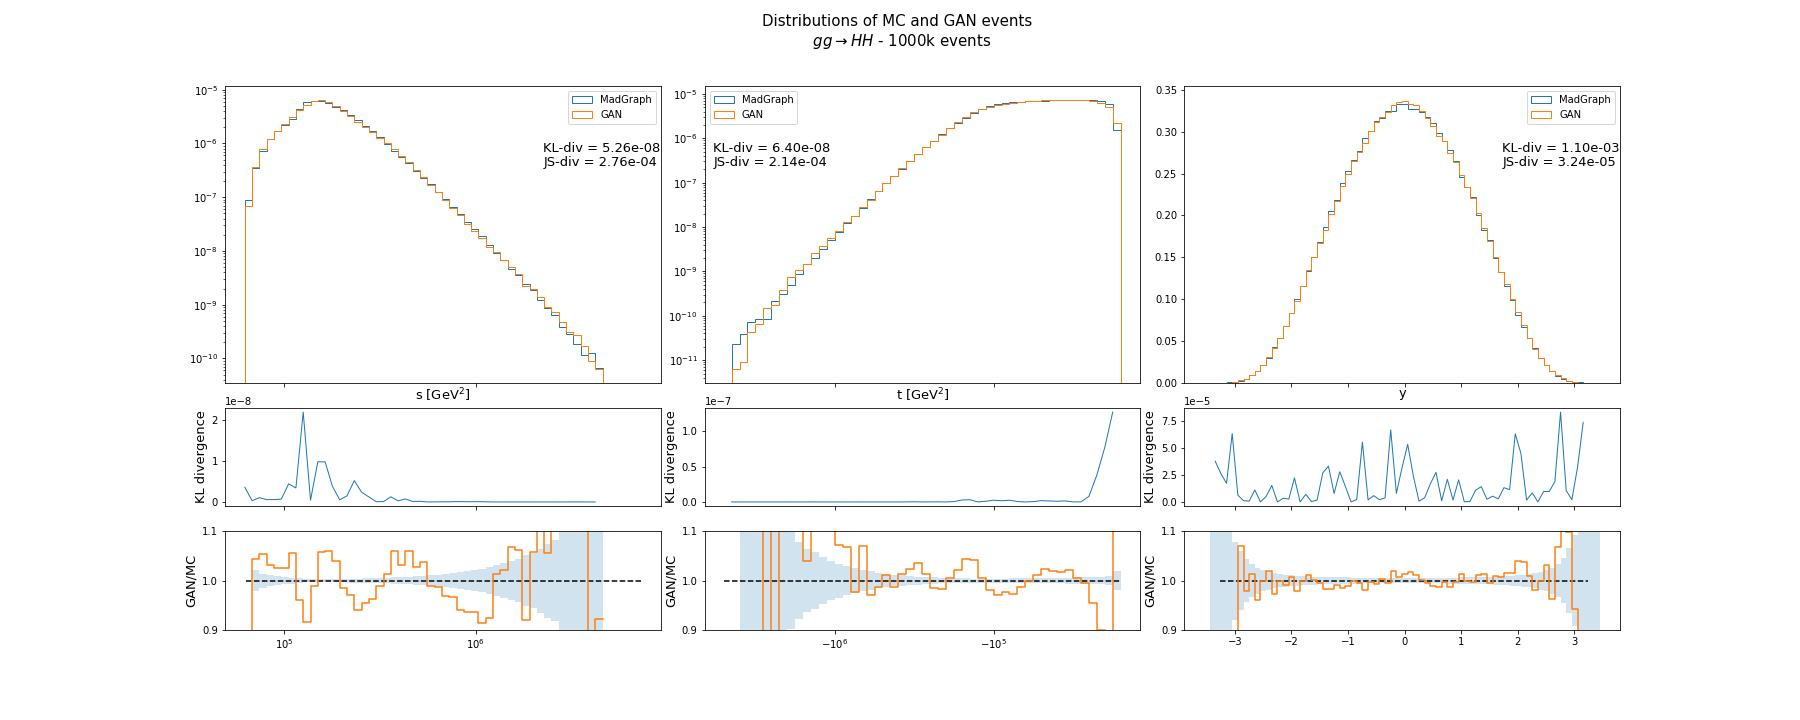 Distributions of MC and GAN events
gg → HH - 1000k events
MadGraph
GAN
KL-div = 5.26e-08
JS-div = 2.76e-04
10⁻⁵
10⁻⁶
10⁻⁷
10⁻⁸
10⁻⁹
10⁻¹⁰
s [GeV²]
MadGraph
GAN
KL-div = 6.40e-08
JS-div = 2.14e-04
10⁻⁵
10⁻⁶
10⁻⁷
10⁻⁸
10⁻⁹
10⁻¹⁰
10⁻¹¹
t [GeV²]
MadGraph
GAN
KL-div = 1.10e-03
JS-div = 3.24e-05
0.35
0.30
0.25
0.20
0.15
0.10
0.05
0.00
y
1e−8
KL divergence
2
1
0
1e−7
KL divergence
1.0
0.5
0.0
1e−5
KL divergence
7.5
5.0
2.5
0.0
GAN/MC
1.1
1.0
0.9
10⁵ 10⁶
GAN/MC
1.1
1.0
0.9
−10⁶ −10⁵
GAN/MC
1.1
1.0
0.9
−3 −2 −1 0 1 2 3